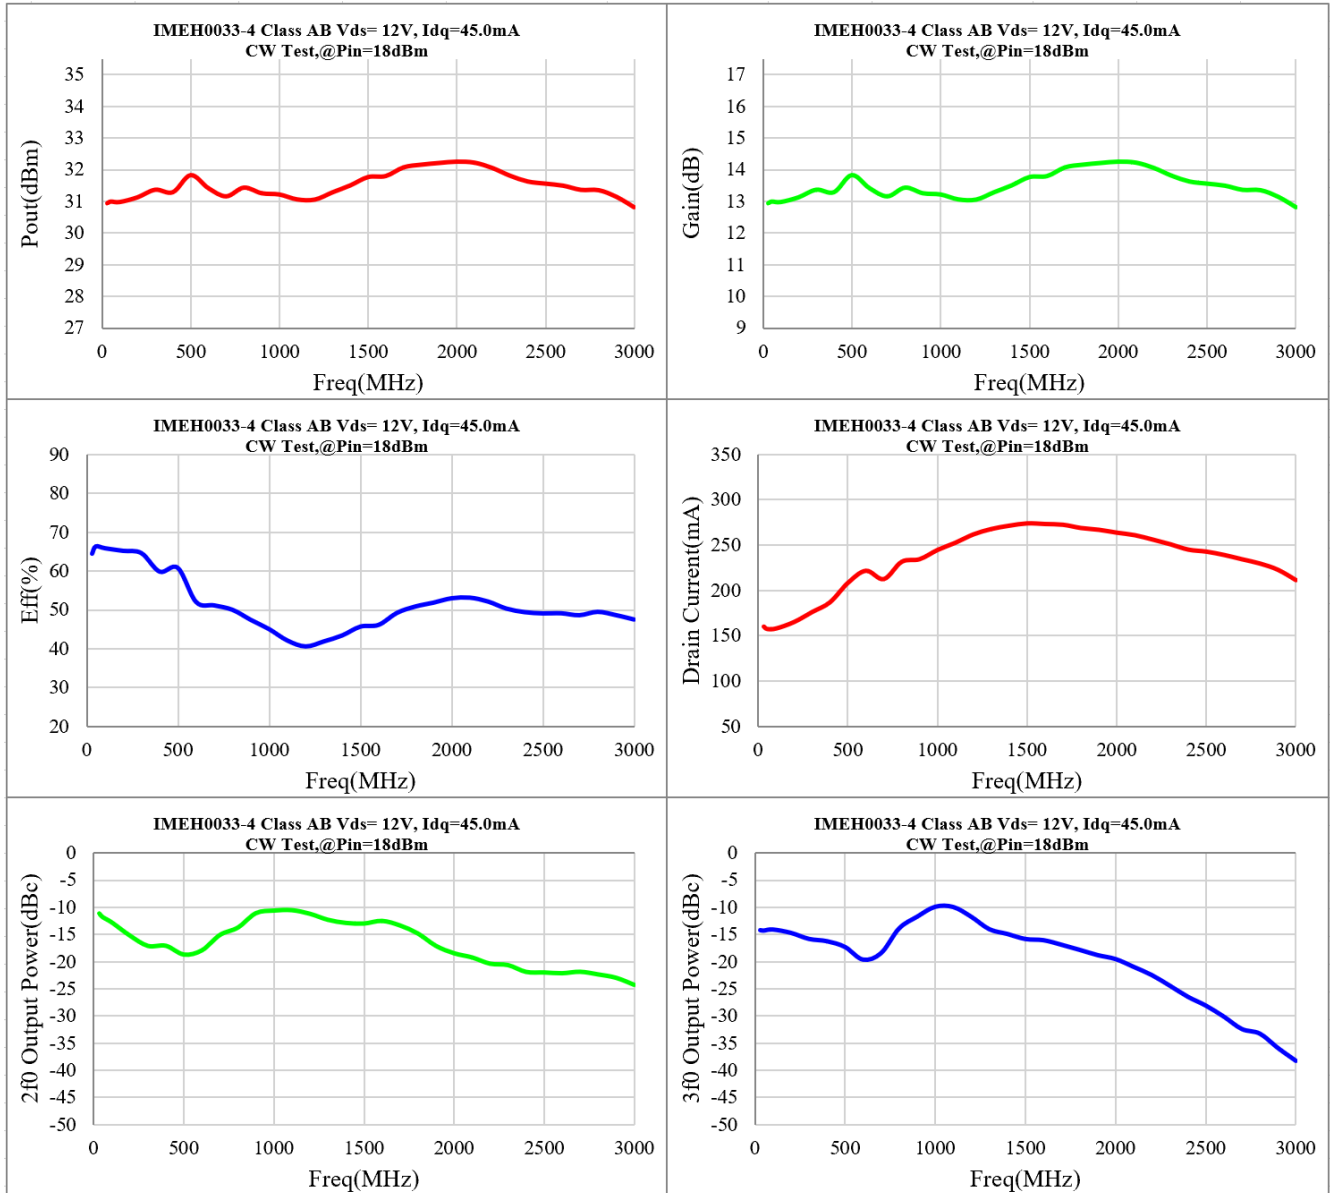 IMEH0033-4 Class AB Vds= 12V, Idq=45.0mA
CW Test,@Pin=18dBm
35
34
33
32
31
30
29
28
27
Pout(dBm)
0 500 1000 1500 2000 2500 3000
Freq(MHz)
IMEH0033-4 Class AB Vds= 12V, Idq=45.0mA
CW Test,@Pin=18dBm
17
16
15
14
13
12
11
10
9
Gain(dB)
0 500 1000 1500 2000 2500 3000
Freq(MHz)
IMEH0033-4 Class AB Vds= 12V, Idq=45.0mA
CW Test,@Pin=18dBm
90
80
70
60
50
40
30
20
Eff(%)
0 500 1000 1500 2000 2500 3000
Freq(MHz)
IMEH0033-4 Class AB Vds= 12V, Idq=45.0mA
CW Test,@Pin=18dBm
350
300
250
200
150
100
50
Drain Current(mA)
0 500 1000 1500 2000 2500 3000
Freq(MHz)
IMEH0033-4 Class AB Vds= 12V, Idq=45.0mA
CW Test,@Pin=18dBm
0
-5
-10
-15
-20
-25
-30
-35
-40
-45
-50
2f0 Output Power(dBc)
0 500 1000 1500 2000 2500 3000
Freq(MHz)
IMEH0033-4 Class AB Vds= 12V, Idq=45.0mA
CW Test,@Pin=18dBm
0
-5
-10
-15
-20
-25
-30
-35
-40
-45
-50
3f0 Output Power(dBc)
0 500 1000 1500 2000 2500 3000
Freq(MHz)